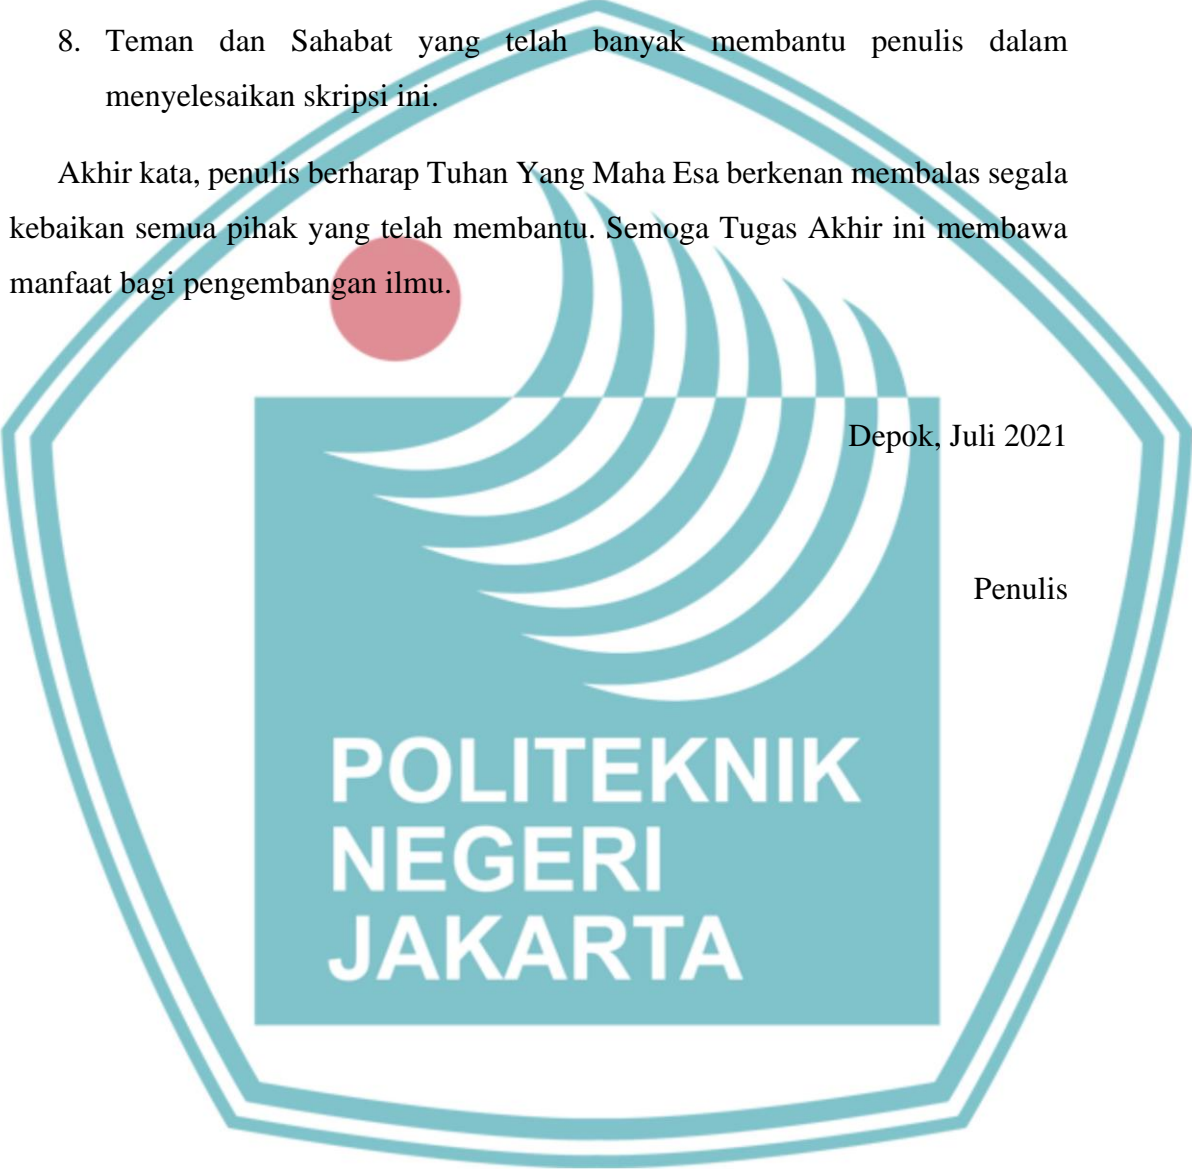 8. Teman dan Sahabat yang telah banyak membantu penulis dalam
menyelesaikan skripsi ini.
Akhir kata, penulis berharap Tuhan Yang Maha Esa berkenan membalas segala
kebaikan semua pihak yang telah membantu. Semoga Tugas Akhir ini membawa
manfaat bagi pengembangan ilmu.
Depok, Juli 2021
Penulis
POLITEKNIK
NEGERI
JAKARTA